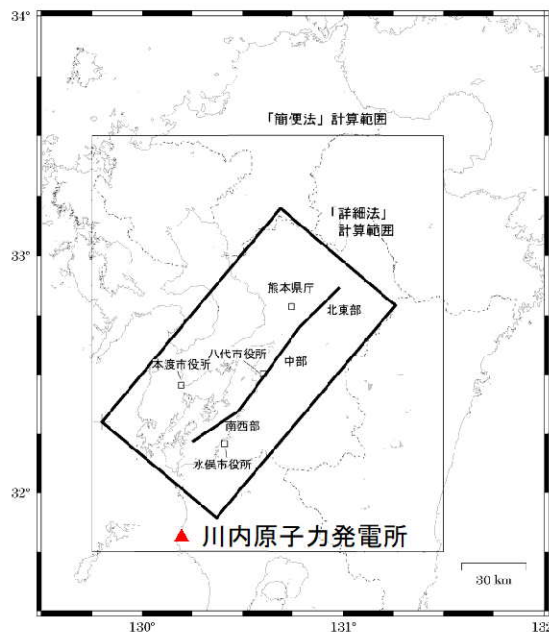 34°
「簡便法」計算範囲
「詳細法」
計算範囲
33°
熊本県庁
北東部
八代市役所
中部
本渡市役所
南西部
水俣市役所
32°
川内原子力発電所
30 km
130°
131°